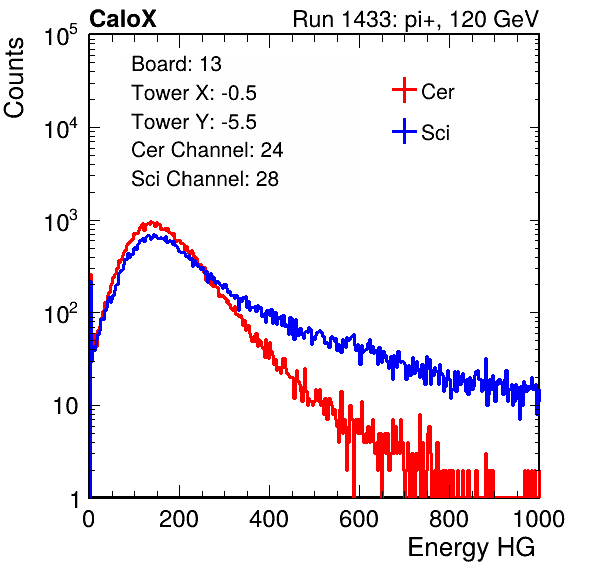 CaloX Run 1433: pi+, 120 GeV
Counts
10^5
10^4
10^3
10^2
10
1
Board: 13
Tower X: -0.5
Tower Y: -5.5
Cer Channel: 24
Sci Channel: 28
Cer
Sci
0 200 400 600 800 1000
Energy HG